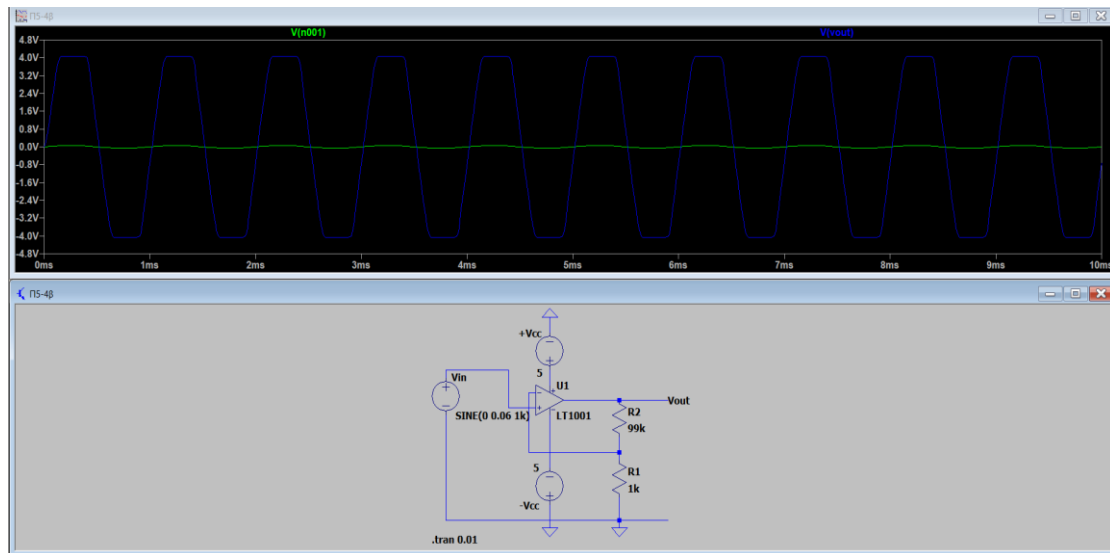 Π5-4β
V(n001) V(vout)
4.8V
4.0V
3.2V
2.4V
1.6V
0.8V
0.0V
-0.8V
-1.6V
-2.4V
-3.2V
-4.0V
-4.8V
0ms 1ms 2ms 3ms 4ms 5ms 6ms 7ms 8ms 9ms 10ms
Π5-4β
+Vcc
5
Vin
U1
SINE(0 0.06 1k)
LT1001
Vout
R2
99k
5
R1
1k
-Vcc
.tran 0.01